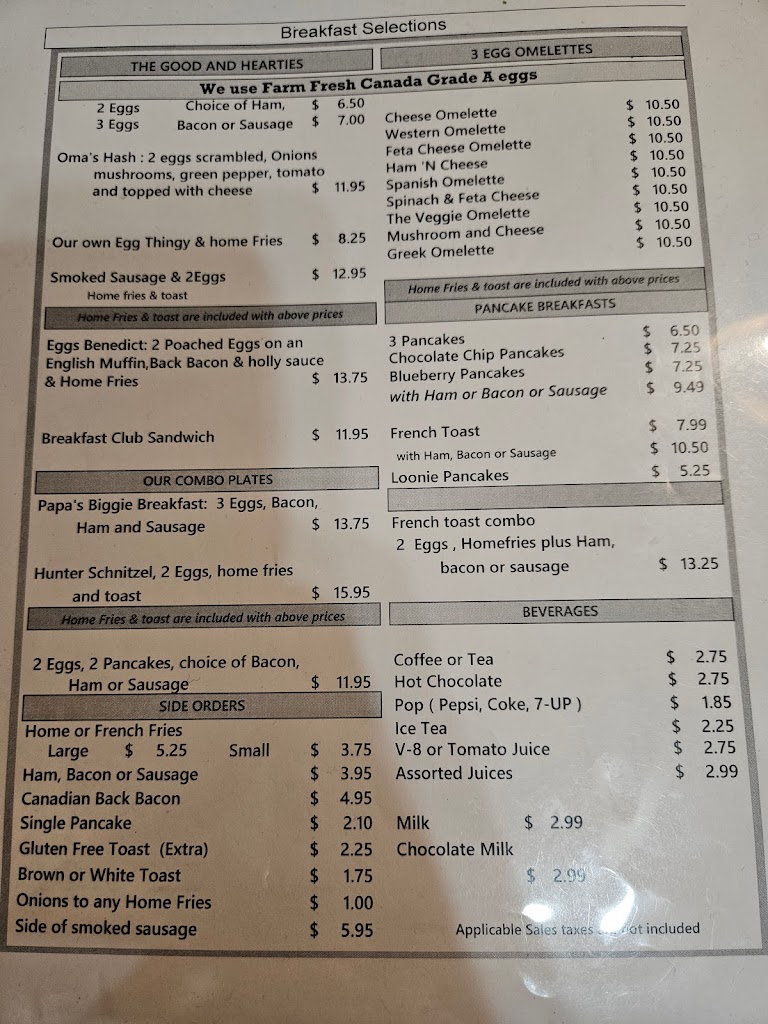 Breakfast Selections
THE GOOD AND HEARTIES
3 EGG OMELETTES
We use Farm Fresh Canada Grade A eggs
2 Eggs Choice of Ham, $ 6.50
3 Eggs Bacon or Sausage $ 7.00
Oma's Hash : 2 eggs scrambled, Onions
mushrooms, green pepper, tomato
and topped with cheese $ 11.95
Our own Egg Thingy & home Fries $ 8.25
Smoked Sausage & 2Eggs $ 12.95
Home fries & toast
Home Fries & toast are included with above prices
Eggs Benedict: 2 Poached Eggs on an
English Muffin,Back Bacon & holly sauce
& Home Fries $ 13.75
Breakfast Club Sandwich $ 11.95
OUR COMBO PLATES
Papa's Biggie Breakfast: 3 Eggs, Bacon,
Ham and Sausage $ 13.75
Hunter Schnitzel, 2 Eggs, home fries
and toast $ 15.95
Home Fries & toast are included with above prices
2 Eggs, 2 Pancakes, choice of Bacon,
Ham or Sausage $ 11.95
SIDE ORDERS
Home or French Fries
Large $ 5.25 Small $ 3.75
Ham, Bacon or Sausage $ 3.95
Canadian Back Bacon $ 4.95
Single Pancake $ 2.10
Gluten Free Toast (Extra) $ 2.25
Brown or White Toast $ 1.75
Onions to any Home Fries $ 1.00
Side of smoked sausage $ 5.95
Cheese Omelette $ 10.50
Western Omelette $ 10.50
Feta Cheese Omelette $ 10.50
Ham 'N Cheese $ 10.50
Spanish Omelette $ 10.50
Spinach & Feta Cheese $ 10.50
The Veggie Omelette $ 10.50
Mushroom and Cheese $ 10.50
Greek Omelette $ 10.50
Home Fries & toast are included with above prices
PANCAKE BREAKFASTS
3 Pancakes $ 6.50
Chocolate Chip Pancakes $ 7.25
Blueberry Pancakes $ 7.25
with Ham or Bacon or Sausage $ 9.49
French Toast $ 7.99
with Ham, Bacon or Sausage $ 10.50
Loonie Pancakes $ 5.25
French toast combo
2 Eggs , Homefries plus Ham,
bacon or sausage $ 13.25
BEVERAGES
Coffee or Tea $ 2.75
Hot Chocolate $ 2.75
Pop ( Pepsi, Coke, 7-UP ) $ 1.85
Ice Tea $ 2.25
V-8 or Tomato Juice $ 2.75
Assorted Juices $ 2.99
Milk $ 2.99
Chocolate Milk
$ 2.99
Applicable Sales taxes not included